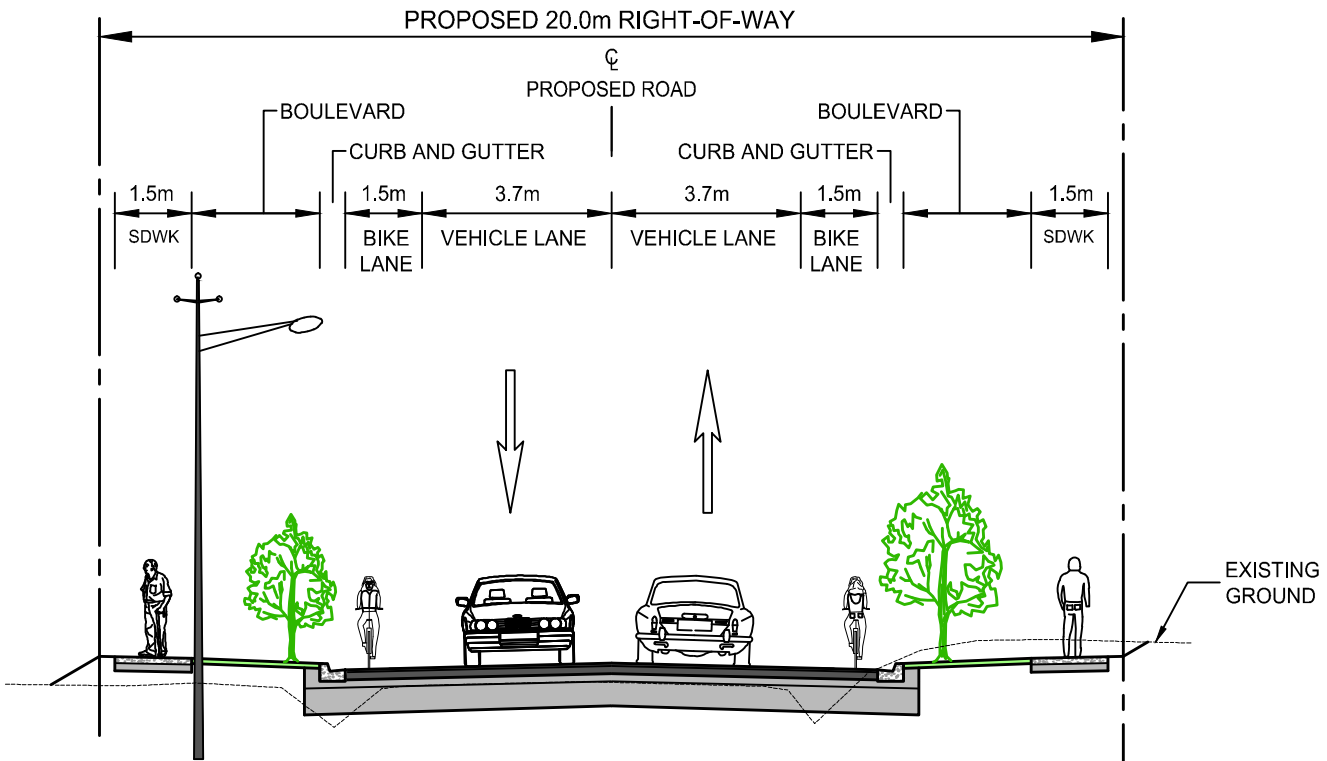 PROPOSED 20.0m RIGHT-OF-WAY
℄
PROPOSED ROAD
BOULEVARD
BOULEVARD
CURB AND GUTTER
CURB AND GUTTER
1.5m
1.5m
3.7m
3.7m
1.5m
1.5m
SDWK
BIKE
LANE
VEHICLE LANE
VEHICLE LANE
BIKE
LANE
SDWK
EXISTING
GROUND